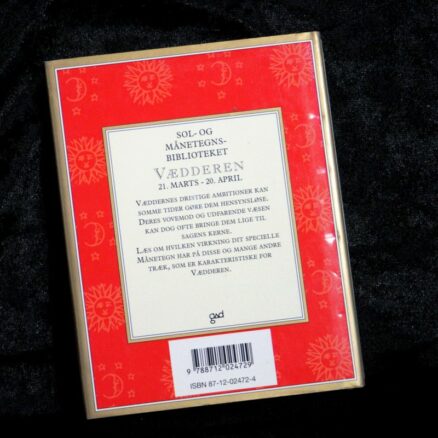 SOL- OG
MÅNETEGNS-
BIBLIOTEKET
VÆDDEREN
21. MARTS - 20. APRIL
VÆDDERNES DRISTIGE AMBITIONER KAN
SOMME TIDER GØRE DEM HENSYNSLØSE.
DERES VOVEMOD OG UDFARENDE VÆSEN
KAN DOG OFTE BRINGE DEM LIGE TIL
SAGENS KERNE.
LÆS OM HVILKEN VIRKNING DIT SPECIELLE
MÅNETEGN HAR PÅ DISSE OG MANGE ANDRE
TRÆK, SOM ER KARAKTERISTISKE FOR
VÆDDEREN.
gad
9 788712 024729
ISBN 87-12-02472-4